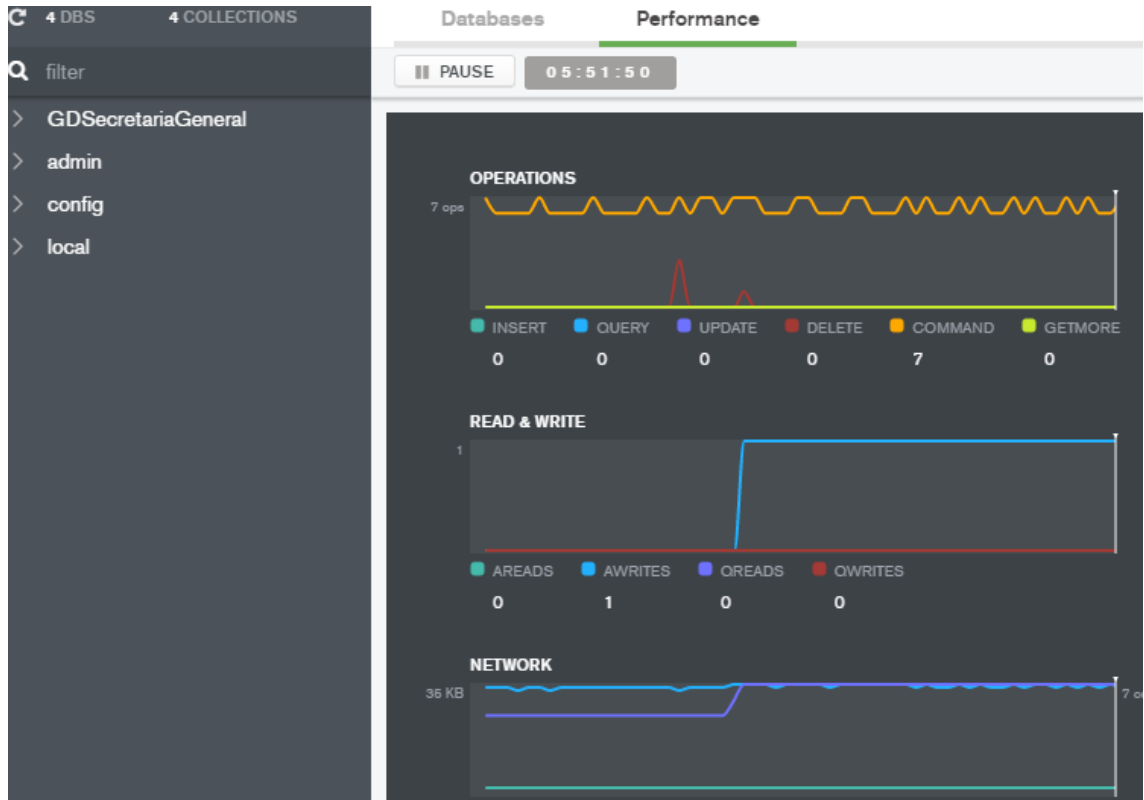 4 DBS 4 COLLECTIONS
filter
GDSecretariaGeneral
admin
config
local
Databases Performance
PAUSE 05:51:50
OPERATIONS
7 ops
INSERT QUERY UPDATE DELETE COMMAND GETMORE
0 0 0 0 7 0
READ & WRITE
1
AREADS AWRITES QREADS QWRITES
0 1 0 0
NETWORK
35 KB